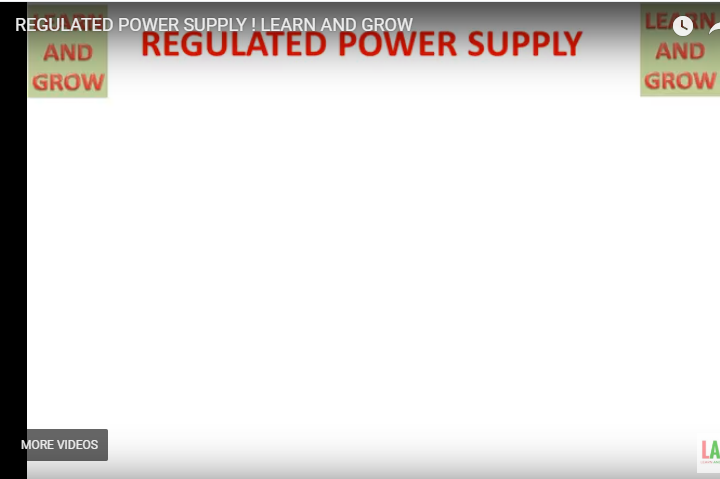 REGULATED POWER SUPPLY ! LEARN AND GROW
AND
GROW
REGULATED POWER SUPPLY
LEARN
AND
GROW
MORE VIDEOS
LA